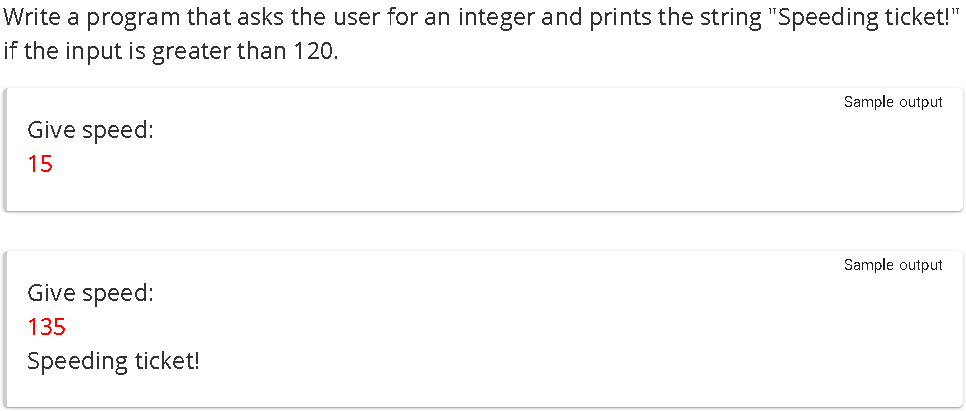 Write a program that asks the user for an integer and prints the string "Speeding ticket!"
if the input is greater than 120.
Sample output
Give speed:
15
Sample output
Give speed:
135
Speeding ticket!